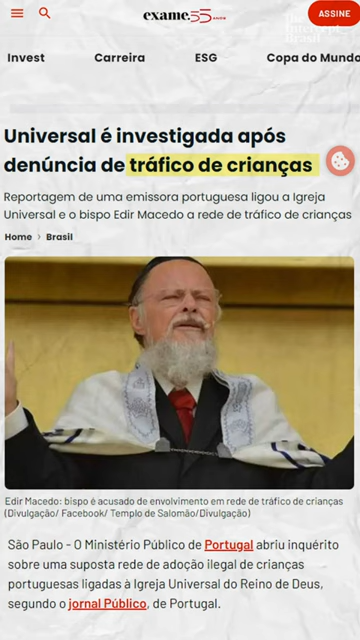 exame. 55 ANOS
ASSINE
The
Intercept
Brasil
Invest Carreira ESG Copa do Mundo
Universal é investigada após
denúncia de tráfico de crianças
Reportagem de uma emissora portuguesa ligou a Igreja
Universal e o bispo Edir Macedo a rede de tráfico de crianças
Home › Brasil
Edir Macedo: bispo é acusado de envolvimento em rede de tráfico de crianças
(Divulgação/ Facebook/ Templo de Salomão/Divulgação)
São Paulo - O Ministério Público de Portugal abriu inquérito
sobre uma suposta rede de adoção ilegal de crianças
portuguesas ligadas à Igreja Universal do Reino de Deus,
segundo o jornal Público, de Portugal.